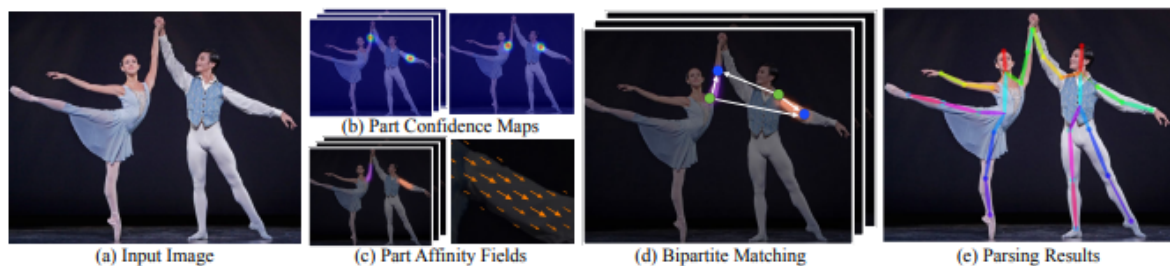 (a) Input Image
(b) Part Confidence Maps
(c) Part Affinity Fields
(d) Bipartite Matching
(e) Parsing Results